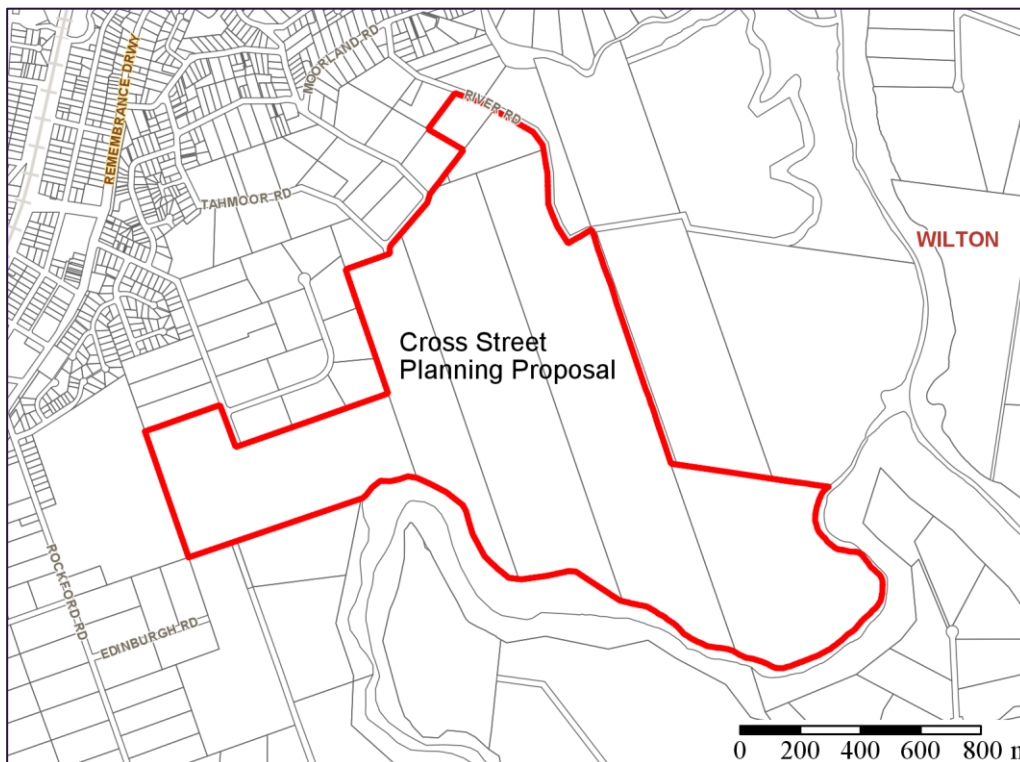 MOORLAND RD
REMEMBRANCE DRWY
RIVER RD
TAHMOOR RD
WILTON
Cross Street
Planning Proposal
ROCKFORD RD
EDINBURGH RD
0 200 400 600 800 m